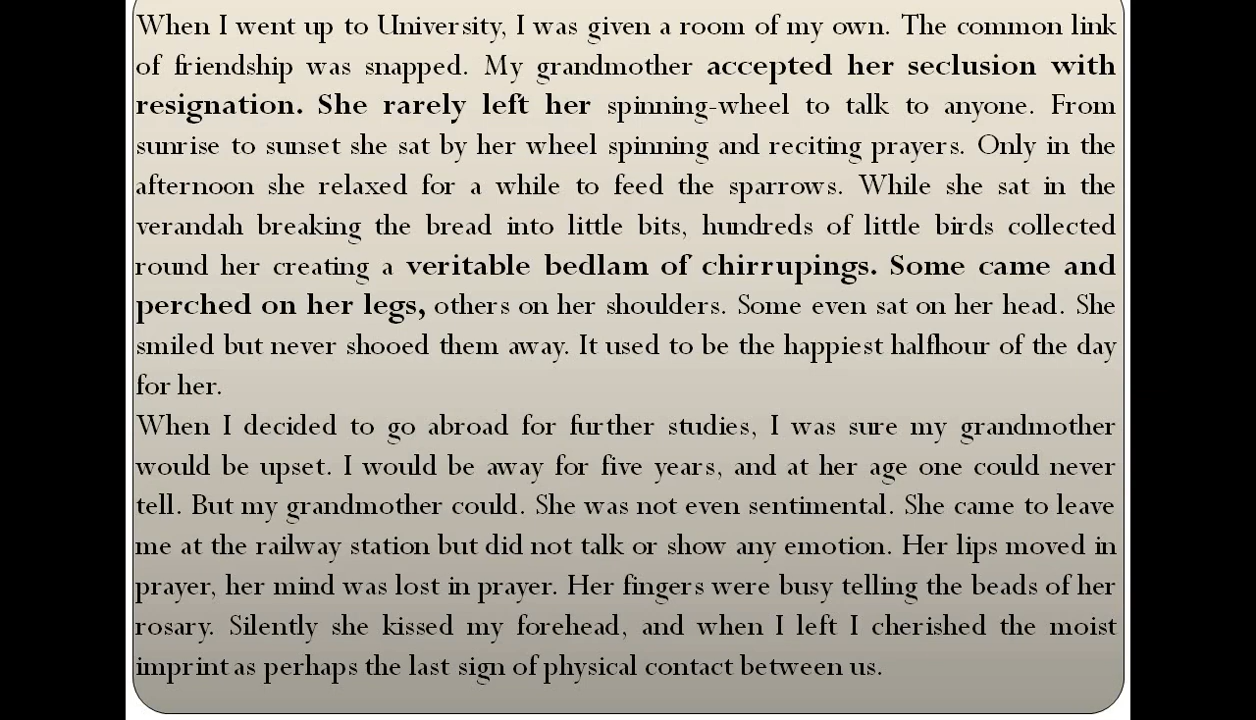 When I went up to University, I was given a room of my own. The common link
of friendship was snapped. My grandmother accepted her seclusion with
resignation. She rarely left her spinning-wheel to talk to anyone. From
sunrise to sunset she sat by her wheel spinning and reciting prayers. Only in the
afternoon she relaxed for a while to feed the sparrows. While she sat in the
verandah breaking the bread into little bits, hundreds of little birds collected
round her creating a veritable bedlam of chirrupings. Some came and
perched on her legs, others on her shoulders. Some even sat on her head. She
smiled but never shooed them away. It used to be the happiest halfhour of the day
for her.
When I decided to go abroad for further studies, I was sure my grandmother
would be upset. I would be away for five years, and at her age one could never
tell. But my grandmother could. She was not even sentimental. She came to leave
me at the railway station but did not talk or show any emotion. Her lips moved in
prayer, her mind was lost in prayer. Her fingers were busy telling the beads of her
rosary. Silently she kissed my forehead, and when I left I cherished the moist
imprint as perhaps the last sign of physical contact between us.